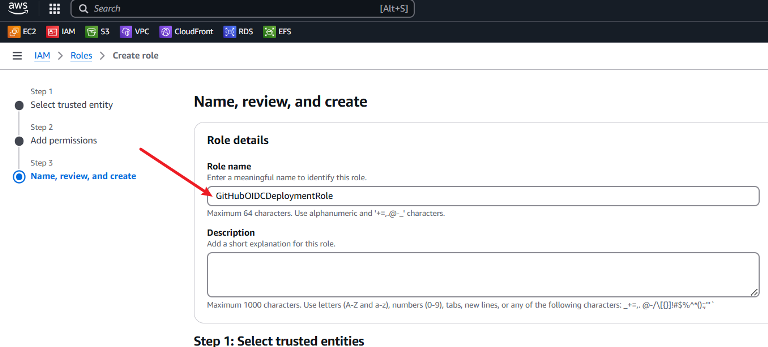 aws
Search [Alt+S]
EC2 IAM S3 VPC CloudFront RDS EFS
IAM > Roles > Create role
Step 1
Select trusted entity
Step 2
Add permissions
Step 3
Name, review, and create
Name, review, and create
Role details
Role name
Enter a meaningful name to identify this role.
GitHubOIDCDeploymentRole
Maximum 64 characters. Use alphanumeric and '+=,.@-_' characters.
Description
Add a short explanation for this role.
Maximum 1000 characters. Use letters (A-Z and a-z), numbers (0-9), tabs, new lines, or any of the following characters: _+=,. @-/\[{}]!#$%^*();:'"`
Step 1: Select trusted entities